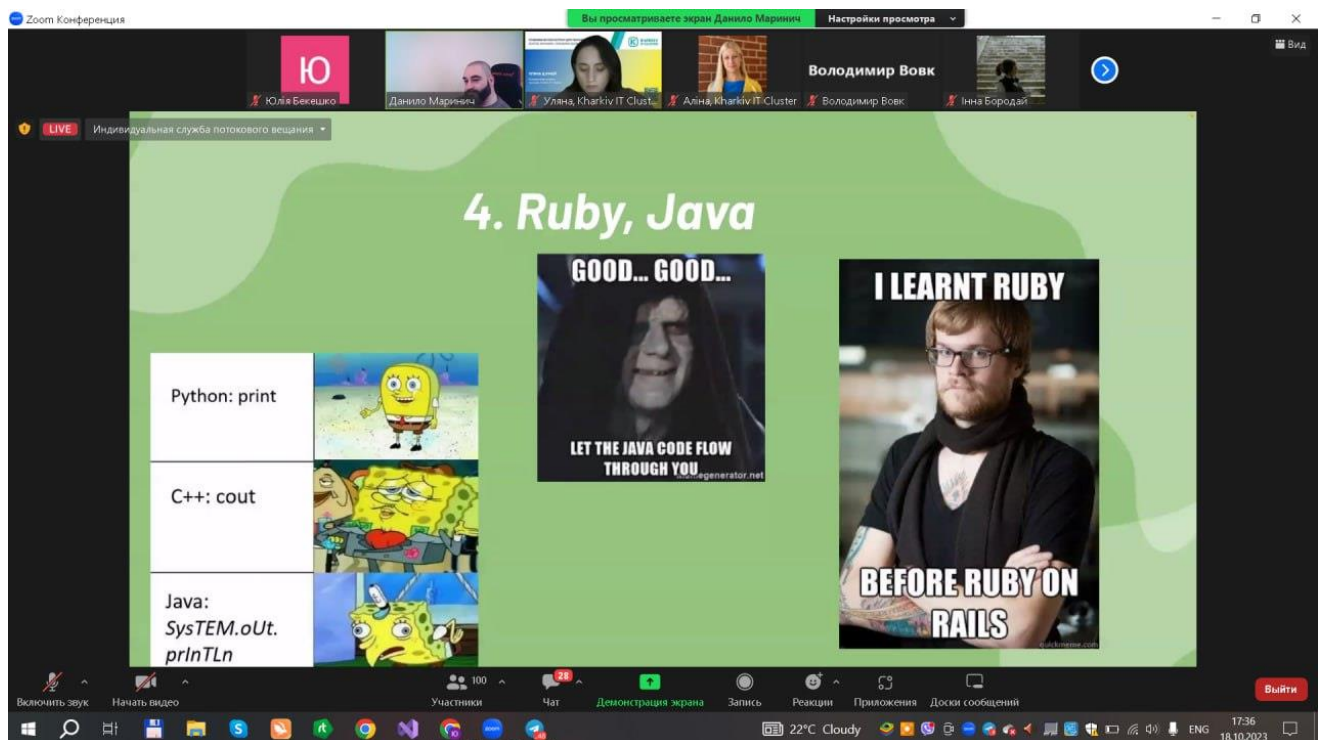 Zoom Конференция
Вы просматриваете экран Данило Маринич
Настройки просмотра
Вид
Ю
Володимир Вовк
Юлія Бекешко
Данило Маринич
Уляна, Kharkiv IT Clust...
Аліна, Kharkiv IT Cluster
Володимир Вовк
Інна Бородай
LIVE
Индивидуальная служба потокового вещания
4. Ruby, Java
GOOD... GOOD...
LET THE JAVA CODE FLOW
THROUGH YOU
I LEARNT RUBY
BEFORE RUBY ON
RAILS
quickmeme.com
Python: print
C++: cout
Java:
SysTEM.oUt.
prInTLn
Включить звук
Начать видео
Участники
100
Чат
28
Демонстрация экрана
Запись
Реакции
Приложения
Доски сообщений
Выйти
22°C Cloudy
ENG
17:36
18.10.2023